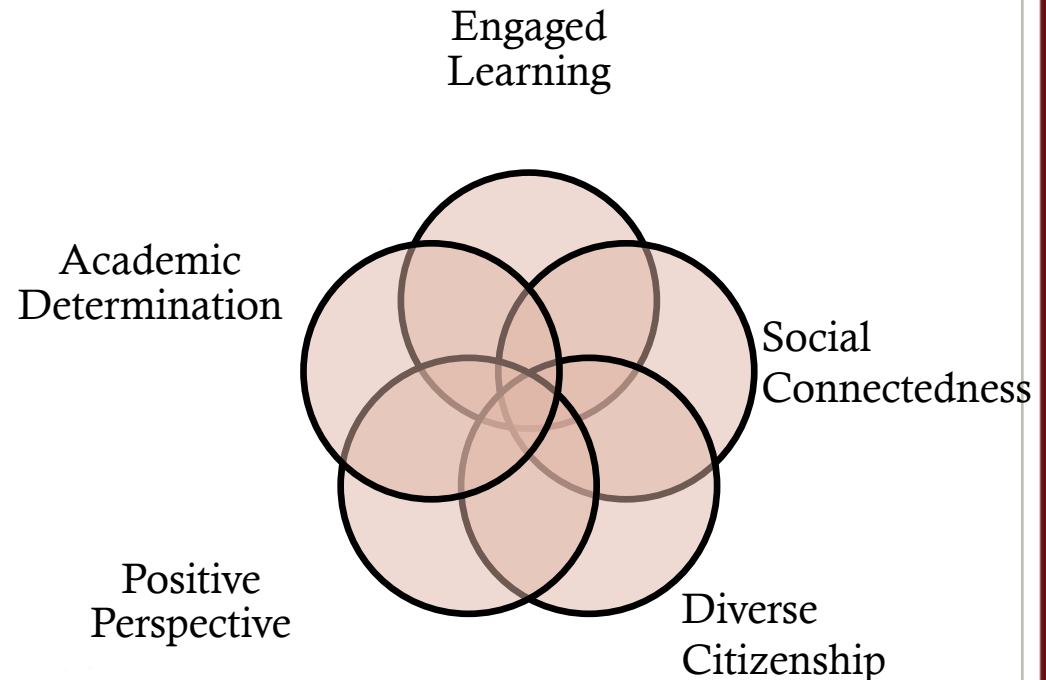 Engaged
Learning
Academic
Determination
Social
Connectedness
Positive
Perspective
Diverse
Citizenship